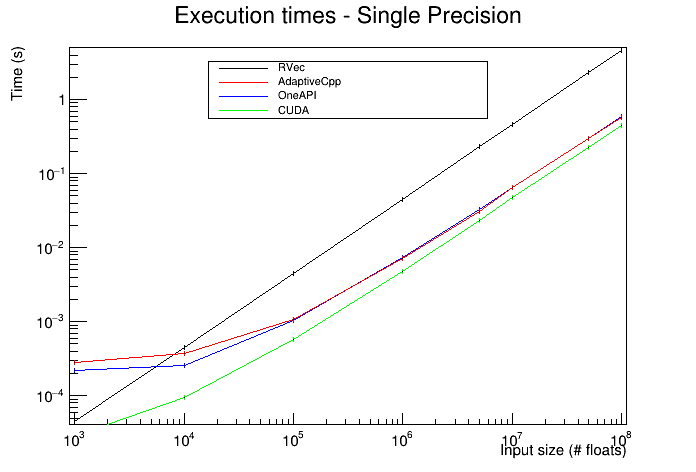 Execution times - Single Precision
Time (s)
RVec
AdaptiveCpp
OneAPI
CUDA
1
10⁻¹
10⁻²
10⁻³
10⁻⁴
10³ 10⁴ 10⁵ 10⁶ 10⁷ 10⁸
Input size (# floats)